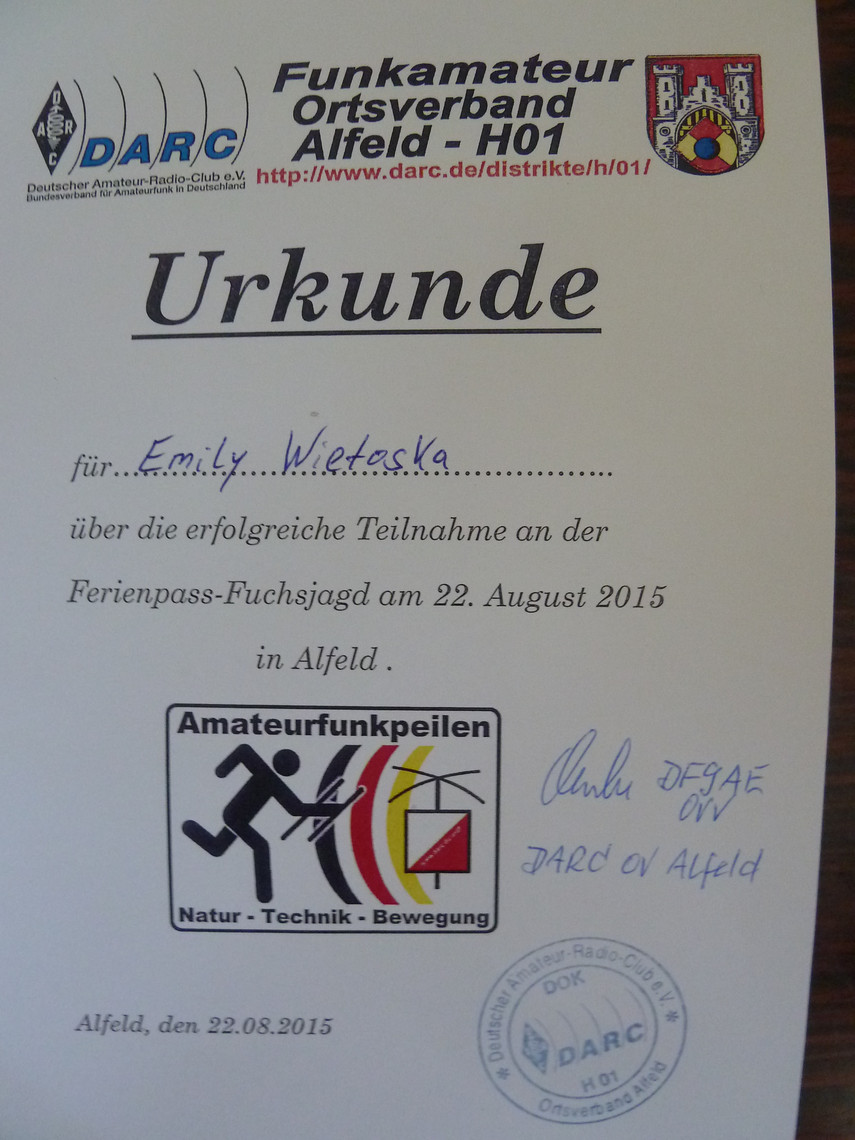 DARC
DARC
Deutscher Amateur-Radio-Club e.V.
Bundesverband für Amateurfunk in Deutschland
Funkamateur
Ortsverband
Alfeld - H01
http://www.darc.de/distrikte/h/01/
Urkunde
für...Emily Wietoska
über die erfolgreiche Teilnahme an der
Ferienpass-Fuchsjagd am 22. August 2015
in Alfeld .
Amateurfunkpeilen
Natur - Technik - Bewegung
DF9AE
OVV
DARC OV Alfeld
Alfeld, den 22.08.2015
* Deutscher Amateur-Radio-Club e.V. *
DOK
DARC
H 01
Ortsverband Alfeld